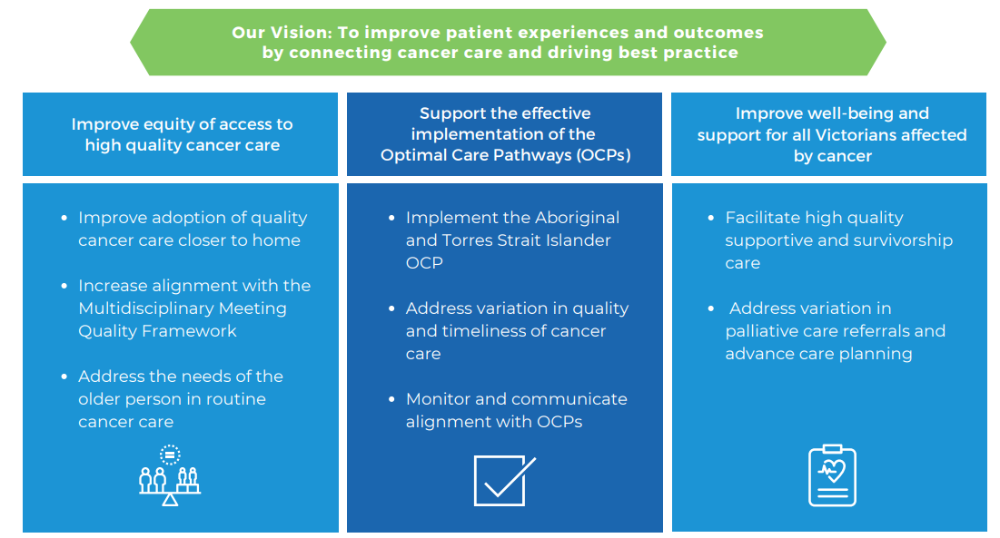 Our Vision: To improve patient experiences and outcomes
by connecting cancer care and driving best practice
Improve equity of access to
high quality cancer care
• Improve adoption of quality
cancer care closer to home
• Increase alignment with the
Multidisciplinary Meeting
Quality Framework
• Address the needs of the
older person in routine
cancer care
Support the effective
implementation of the
Optimal Care Pathways (OCPs)
• Implement the Aboriginal
and Torres Strait Islander
OCP
• Address variation in quality
and timeliness of cancer
care
• Monitor and communicate
alignment with OCPs
Improve well-being and
support for all Victorians affected
by cancer
• Facilitate high quality
supportive and survivorship
care
• Address variation in
palliative care referrals and
advance care planning